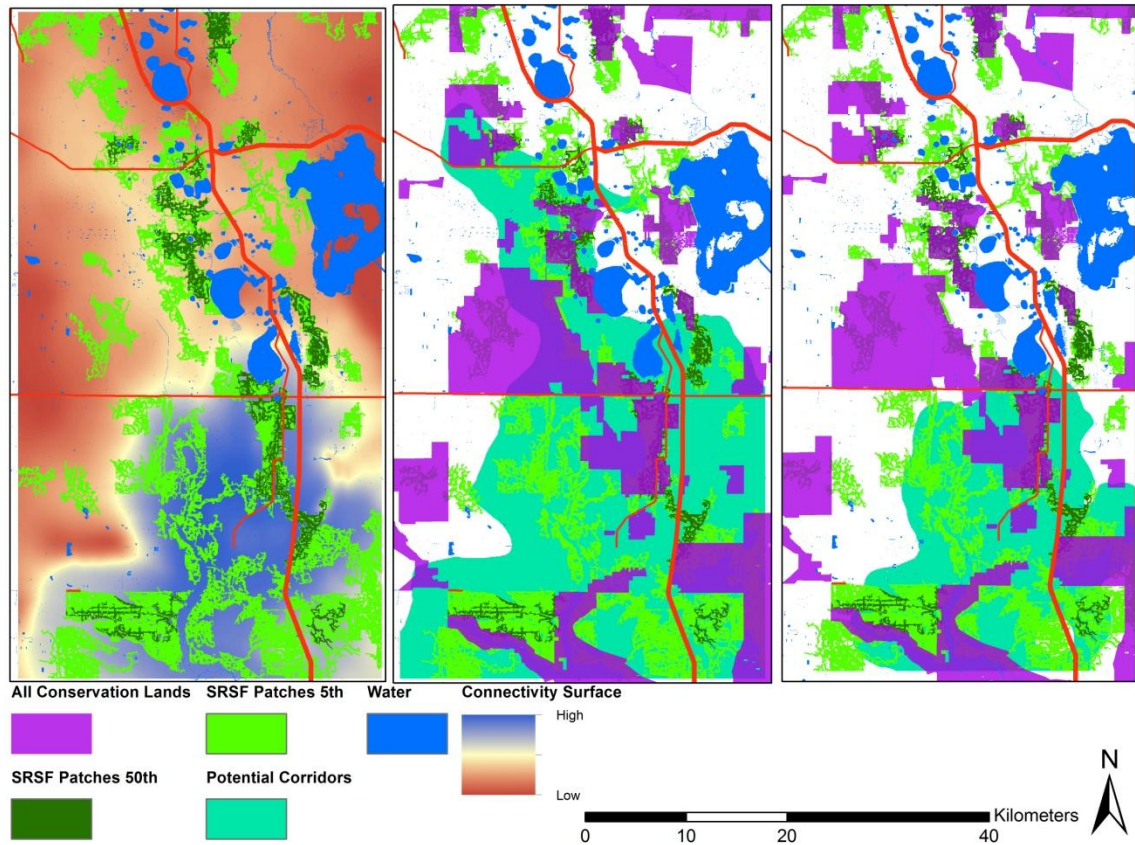 All Conservation Lands SRSF Patches 5th Water Connectivity Surface
High
SRSF Patches 50th Potential Corridors
Low
N
Kilometers
0 10 20 40